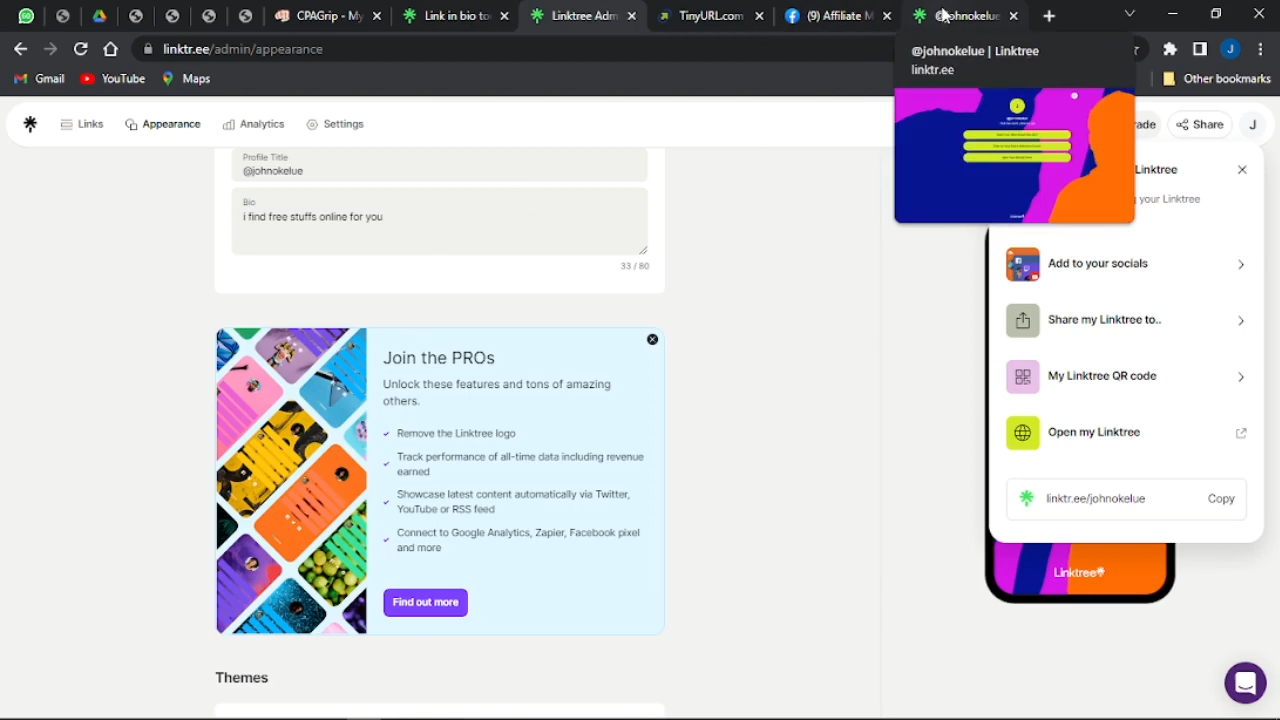 CPAGrip - My
Link in bio to
Linktree Adm
TinyURL.com
(9) Affiliate M
@johnokelue
linktr.ee/admin/appearance
@johnokelue | Linktree
linktr.ee
J
Gmail
YouTube
Maps
Other bookmarks
Links
Appearance
Analytics
Settings
rade
Share
J
Profile Title
@johnokelue
Bio
i find free stuffs online for you
33 / 80
Join the PROs
Unlock these features and tons of amazing
others.
Remove the Linktree logo
Track performance of all-time data including revenue
earned
Showcase latest content automatically via Twitter,
YouTube or RSS feed
Connect to Google Analytics, Zapier, Facebook pixel
and more
Find out more
Themes
Linktree
your Linktree
Add to your socials
Share my Linktree to..
My Linktree QR code
Open my Linktree
linktr.ee/johnokelue
Copy
Linktree